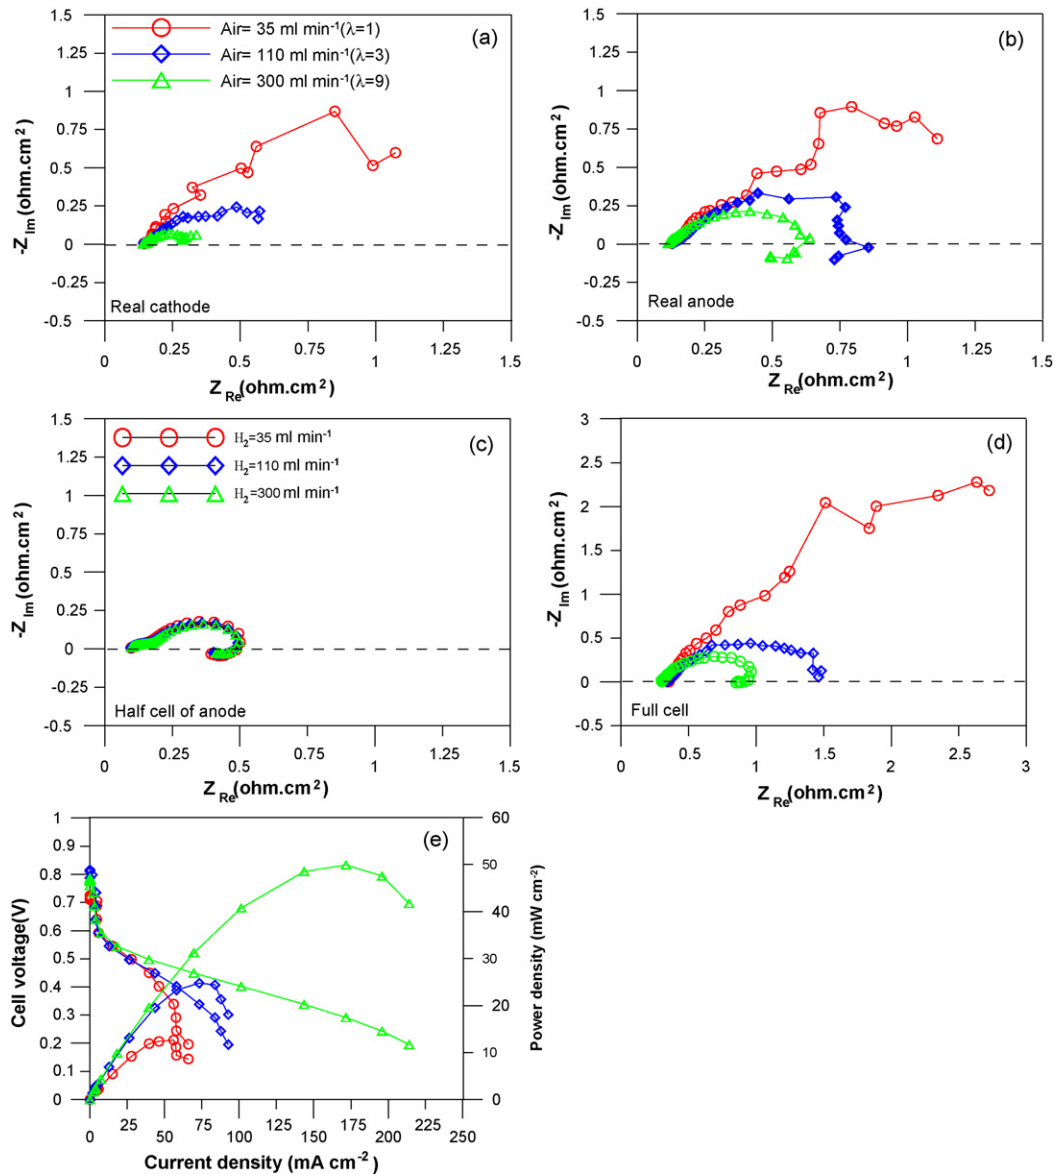 1.5
1.25
1
0.75
0.5
0.25
0
-0.25
-0.5
-Z Im (ohm.cm²)
Air= 35 ml min⁻¹(λ=1)
Air= 110 ml min⁻¹(λ=3)
Air= 300 ml min⁻¹(λ=9)
(a)
Real cathode
0 0.25 0.5 0.75 1 1.25 1.5
Z Re(ohm.cm²)
1.5
1.25
1
0.75
0.5
0.25
0
-0.25
-0.5
-Z Im (ohm.cm²)
(b)
Real anode
0 0.25 0.5 0.75 1 1.25 1.5
Z Re(ohm.cm²)
1.5
1.25
1
0.75
0.5
0.25
0
-0.25
-0.5
-Z Im (ohm.cm²)
H₂=35 ml min⁻¹
H₂=110 ml min⁻¹
H₂=300 ml min⁻¹
(c)
Half cell of anode
0 0.25 0.5 0.75 1 1.25 1.5
Z Re(ohm.cm²)
3
2.5
2
1.5
1
0.5
0
-0.5
-Z Im (ohm.cm²)
(d)
Full cell
0 0.5 1 1.5 2 2.5 3
Z Re(ohm.cm²)
1
0.9
0.8
0.7
0.6
0.5
0.4
0.3
0.2
0.1
0
Cell voltage(V)
(e)
60
50
40
30
20
10
0
Power density (mW cm⁻²)
0 25 50 75 100 125 150 175 200 225 250
Current density (mA cm⁻²)